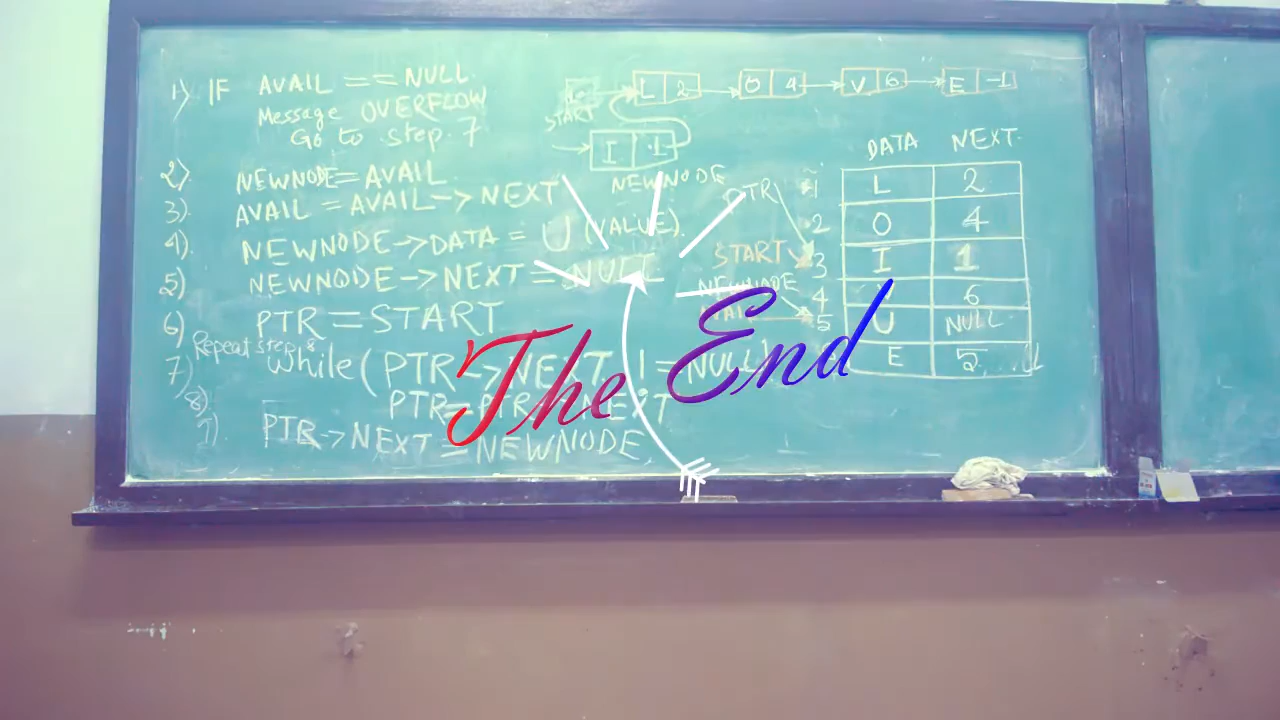 1) IF AVAIL == NULL
Message OVERFLOW
Go to step 7
2) NEWNODE = AVAIL
3). AVAIL = AVAIL -> NEXT
4). NEWNODE -> DATA = U (VALUE).
5) NEWNODE -> NEXT = NULL
6) PTR = START
Repeat step 8
7) While (PTR -> NEXT != NULL)
8) PTR = PTR NEXT
9). PTR -> NEXT = NEWNODE
START
L 2 O 4 V 6 E -1
I 1
NEWNODE
PTR
START
NEWNODE
AVAIL
DATA NEXT
1 L 2
2 O 4
3 I 1
4 6
5 U NULL
E 5
The End